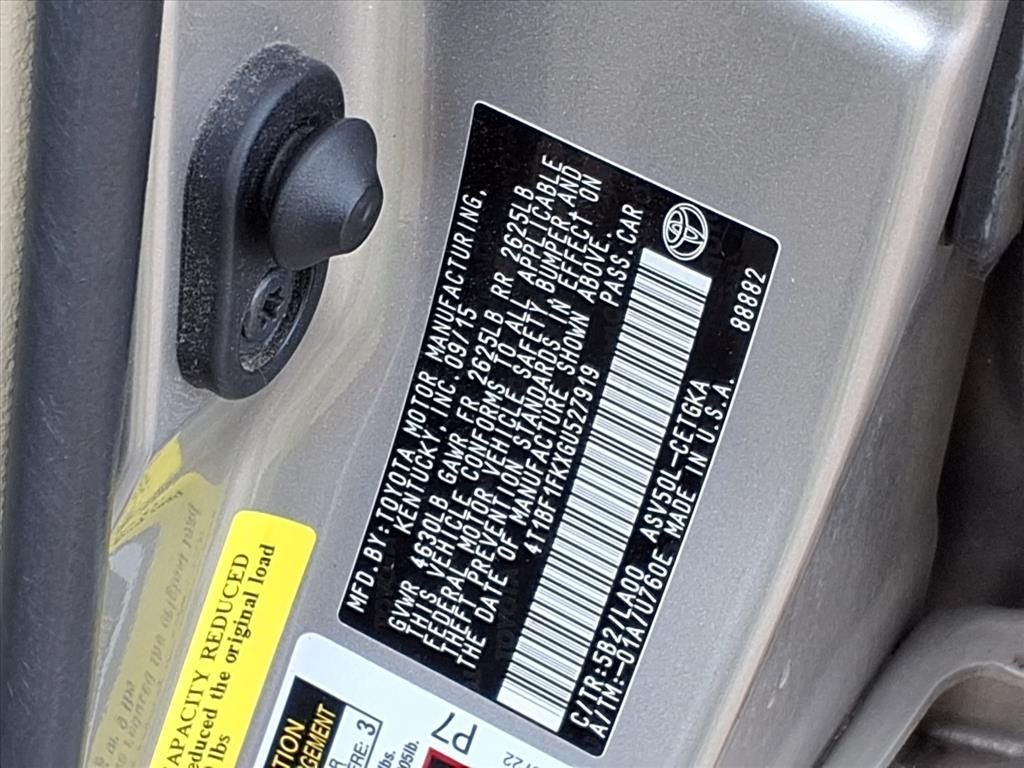 MFD.BY:TOYOTA MOTOR MANUFACTURING,
KENTUCKY, INC 09/15
GVWR 4630LB GAWR FR 2625LB RR 2625LB
THIS VEHICLE CONFORMS TO ALL APPLICABLE
FEDERAL MOTOR VEHICLE SAFETY BUMPER, AND
THEFT PREVENTION STANDARDS IN EFFECT ON
THE DATE OF MANUFACTURE SHOWN ABOVE.
4T1BF1FKXGU527919 PASS.CAR
C/TR:5B2/LA00 ASV50L-CETGKA
A/TM:-01A/U760E MADE IN U.S.A.
88882
CAPACITY REDUCED
reduced the original load
lbs
P7